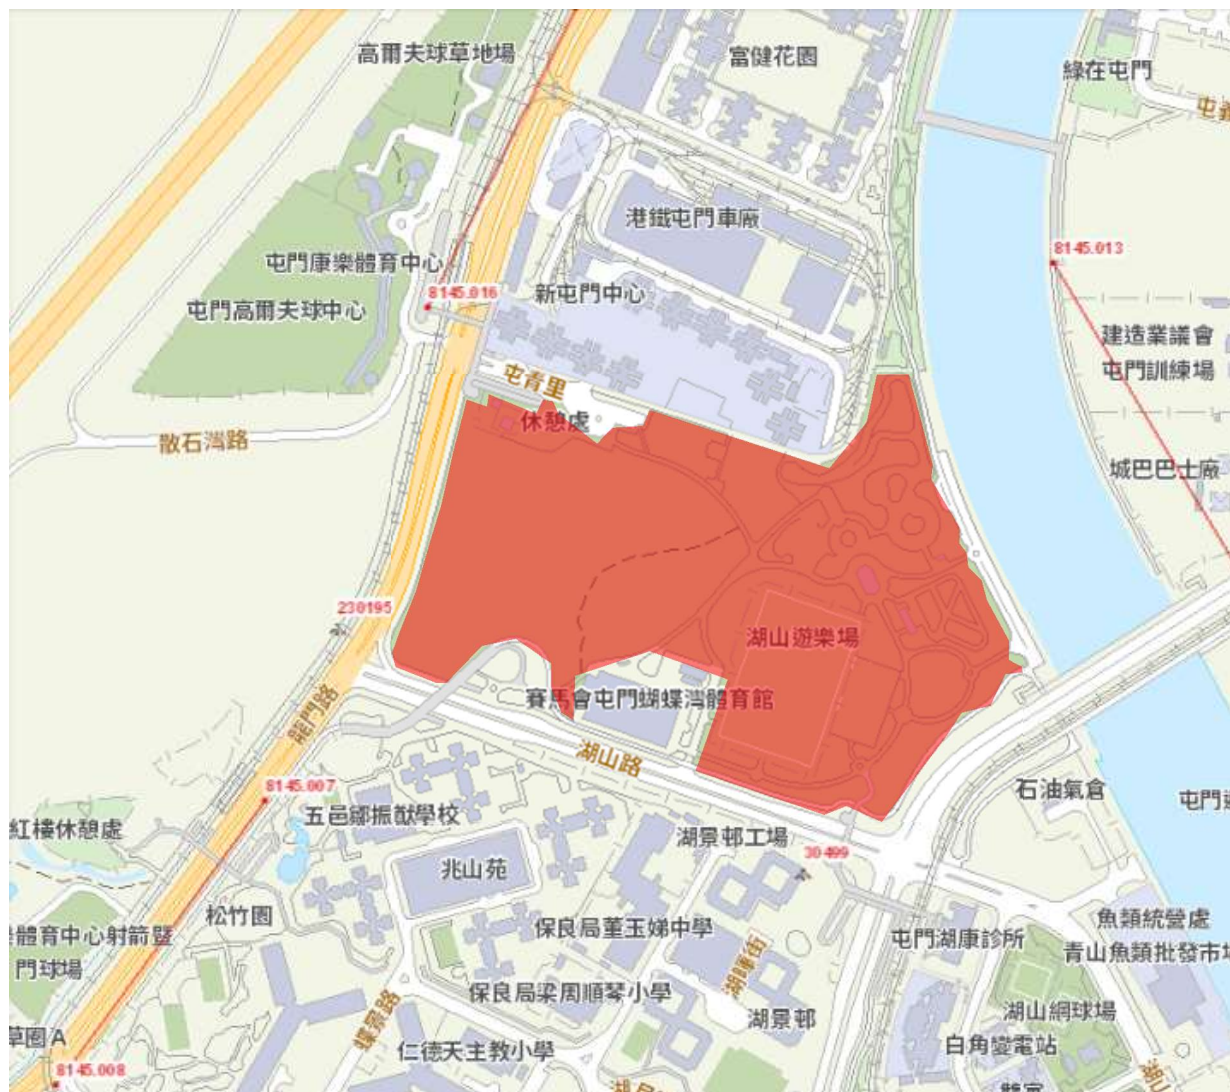 高爾夫球草地場
富健花園
綠在屯門
港鐵屯門車廠
8145.013
屯門康樂體育中心
8145.016
新屯門中心
屯門高爾夫球中心
建造業議會
屯門訓練場
屯青里
休憩處
散石灣路
城巴巴士廠
230195
湖山遊樂場
賽馬會屯門蝴蝶灣體育館
龍門路
湖山路
8145.007
石油氣倉
五邑鄒振猷學校
紅樓休憩處
湖景邨工場
30499
兆山苑
松竹園
保良局董玉娣中學
魚類統營處
體育中心射箭暨
門球場
屯門湖康診所
青山魚類批發市場
湖暉街
保良局梁周順琴小學
蝶景路
湖景邨
湖山網球場
草圈A
仁德天主教小學
白角變電站
8145.008